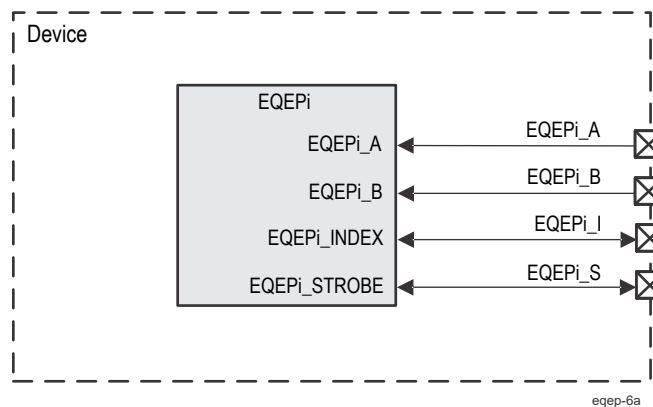 Device
EQEPi
EQEPi_A EQEPi_A
EQEPi_B EQEPi_B
EQEPi_INDEX EQEPi_I
EQEPi_STROBE EQEPi_S
eqep-6a